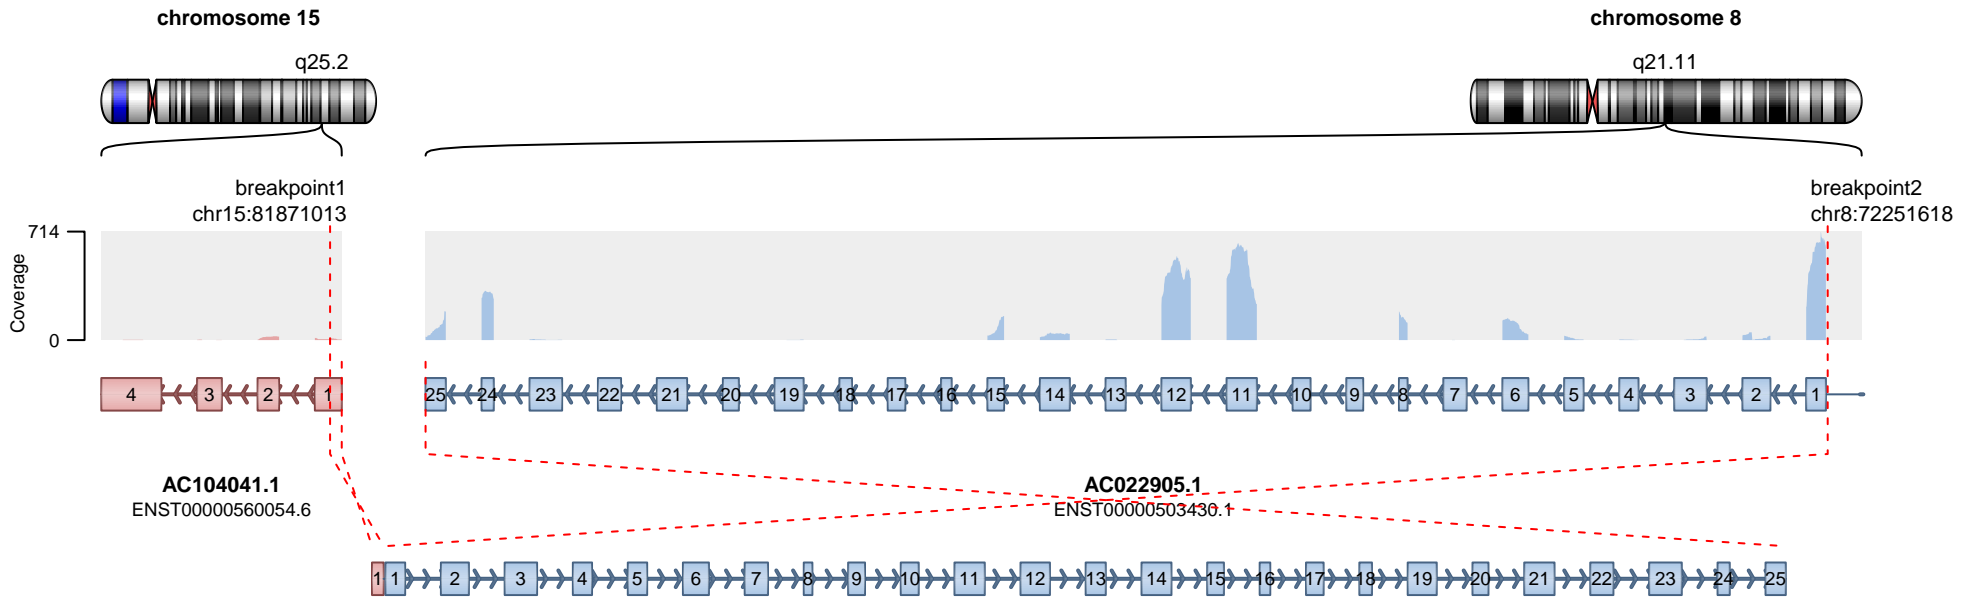 chromosome 15
chromosome 8
q25.2
q21.11
breakpoint1
chr15:81871013
breakpoint2
chr8:72251618
714
Coverage
0
4 3 2 1
25 24 23 22 21 20 19 18 17 16 15 14 13 12 11 10 9 8 7 6 5 4 3 2 1
AC104041.1
ENST00000560054.6
AC022905.1
ENST00000503430.1
1 1 2 3 4 5 6 7 8 9 10 11 12 13 14 15 16 17 18 19 20 21 22 23 24 25